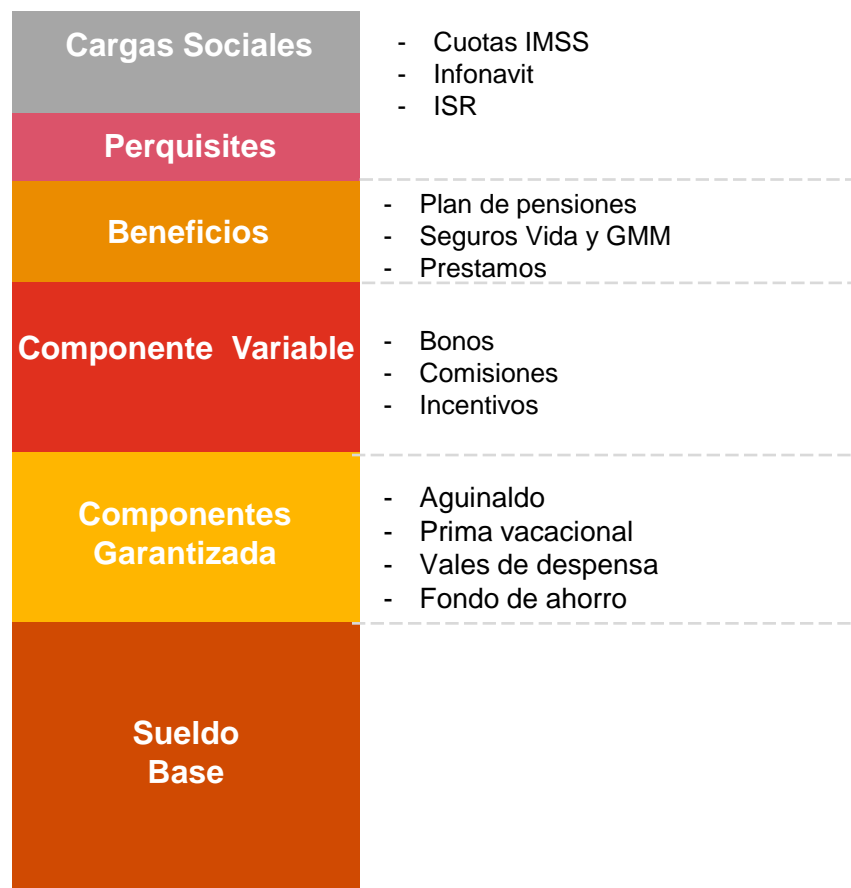 Cargas Sociales
- Cuotas IMSS
- Infonavit
- ISR
Perquisites
Beneficios
- Plan de pensiones
- Seguros Vida y GMM
- Prestamos
Componente Variable
- Bonos
- Comisiones
- Incentivos
Componentes
Garantizada
- Aguinaldo
- Prima vacacional
- Vales de despensa
- Fondo de ahorro
Sueldo
Base